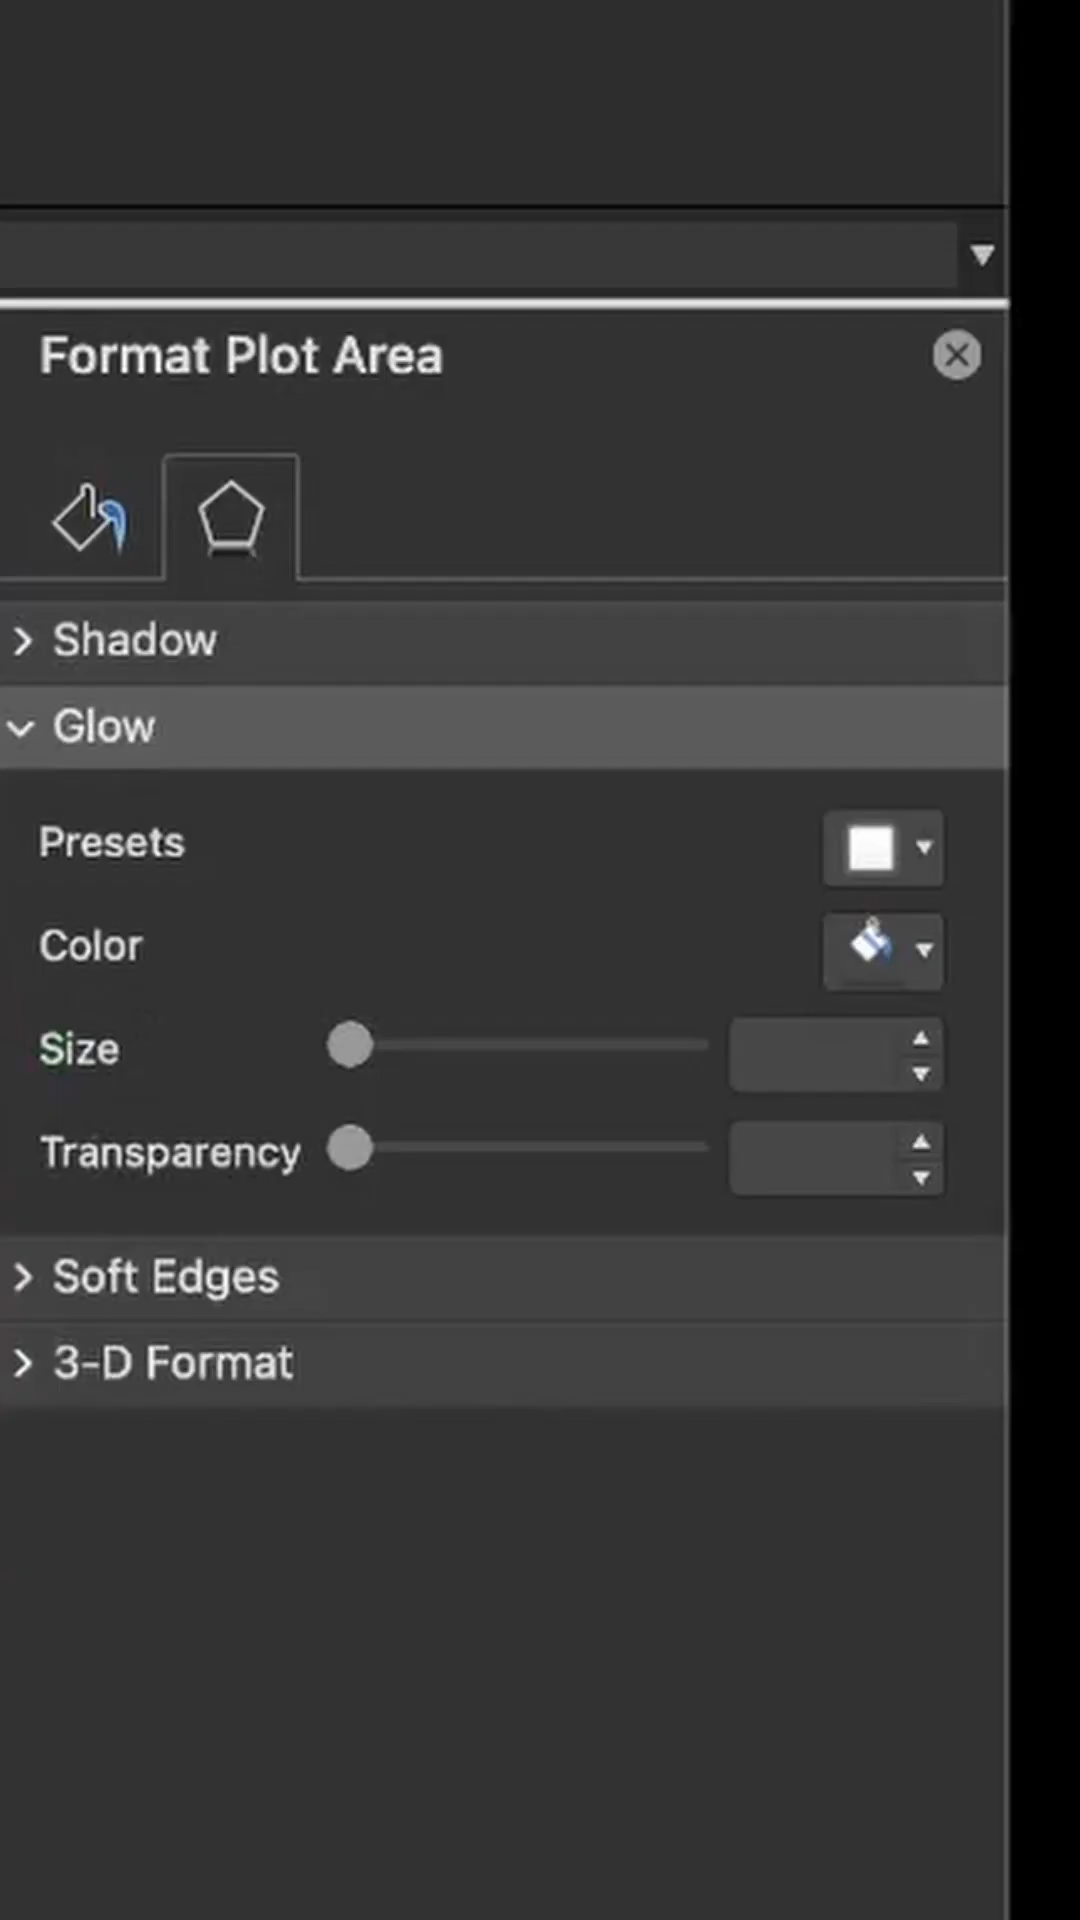 Format Plot Area
Shadow
Glow
Presets
Color
Size
Transparency
Soft Edges
3-D Format